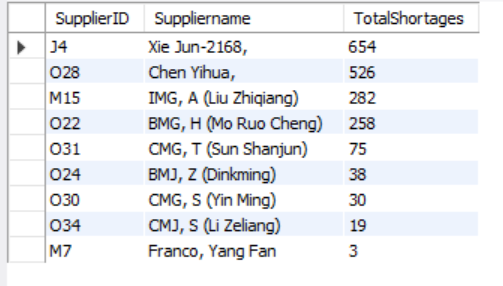 SupplierID Suppliername TotalShortages
J4 Xie Jun-2168, 654
O28 Chen Yihua, 526
M15 IMG, A (Liu Zhiqiang) 282
O22 BMG, H (Mo Ruo Cheng) 258
O31 CMG, T (Sun Shanjun) 75
O24 BMJ, Z (Dinkming) 38
O30 CMG, S (Yin Ming) 30
O34 CMJ, S (Li Zeliang) 19
M7 Franco, Yang Fan 3